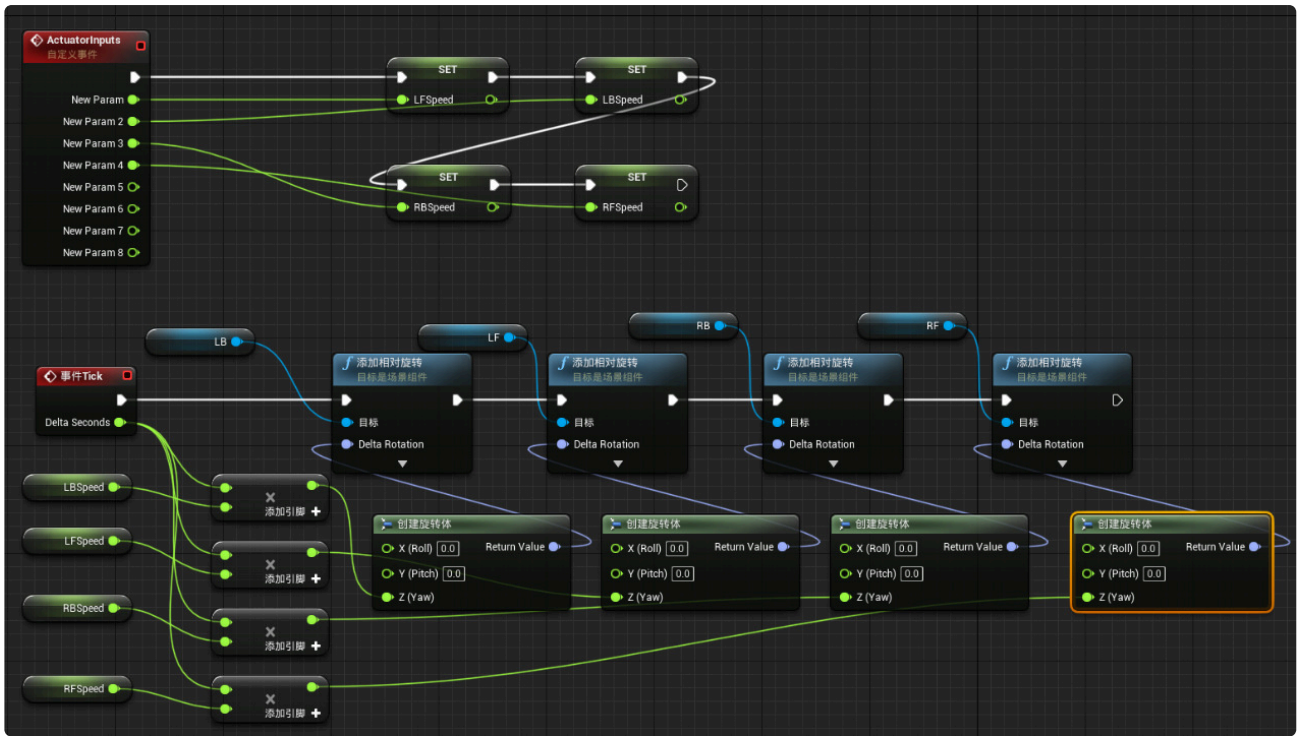 ActuatorInputs
自定义事件
New Param
New Param 2
New Param 3
New Param 4
New Param 5
New Param 6
New Param 7
New Param 8
SET
LFSpeed
SET
LBSpeed
SET
RBSpeed
SET
RFSpeed
LB
LF
RB
RF
事件Tick
Delta Seconds
f 添加相对旋转
目标是场景组件
目标
Delta Rotation
f 添加相对旋转
目标是场景组件
目标
Delta Rotation
f 添加相对旋转
目标是场景组件
目标
Delta Rotation
f 添加相对旋转
目标是场景组件
目标
Delta Rotation
LBSpeed
LFSpeed
RBSpeed
RFSpeed
×
添加引脚 +
×
添加引脚 +
×
添加引脚 +
×
添加引脚 +
创建旋转体
X (Roll) 0.0 Return Value
Y (Pitch) 0.0
Z (Yaw)
创建旋转体
X (Roll) 0.0 Return Value
Y (Pitch) 0.0
Z (Yaw)
创建旋转体
X (Roll) 0.0 Return Value
Y (Pitch) 0.0
Z (Yaw)
创建旋转体
X (Roll) 0.0 Return Value
Y (Pitch) 0.0
Z (Yaw)